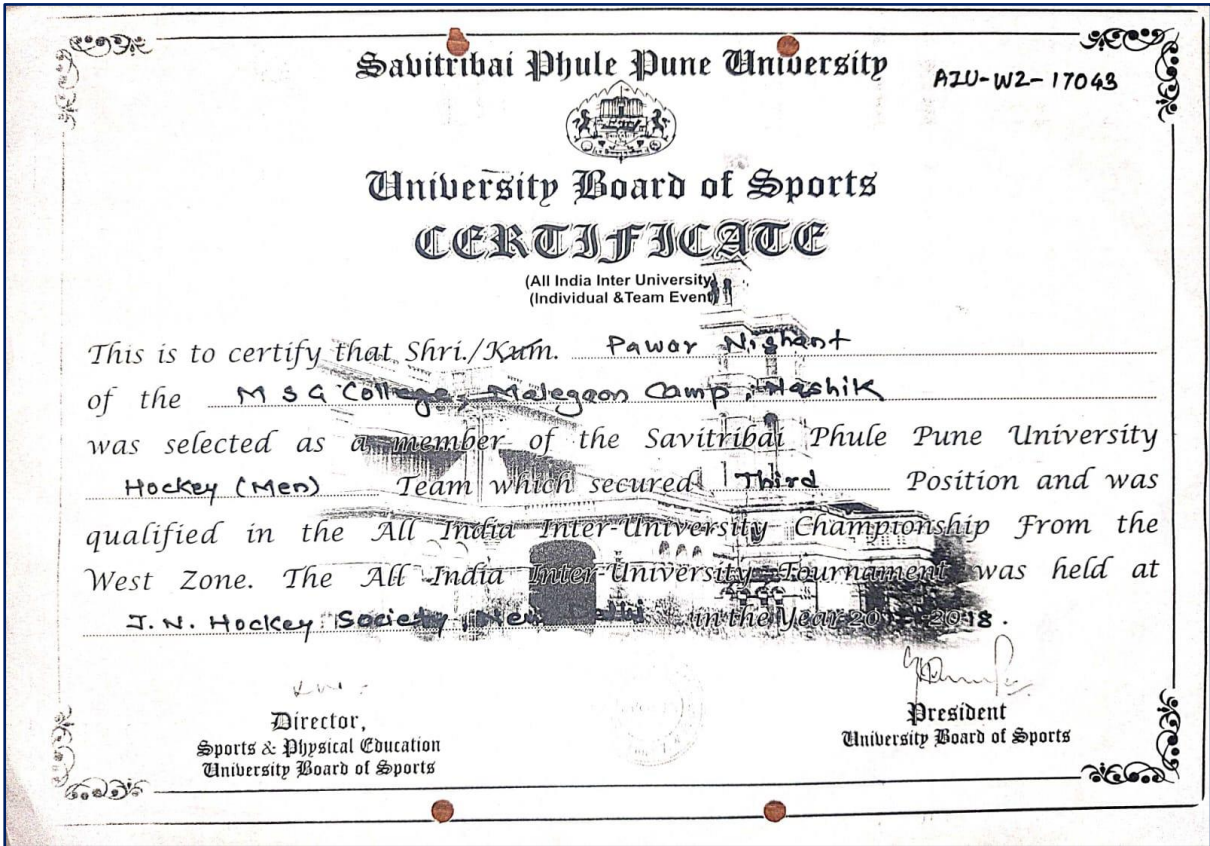 Savitribai Phule Pune University
AIU-WZ-17043
University Board of Sports
CERTIFICATE
(All India Inter University)
(Individual &Team Event)
This is to certify that Shri./Kum. Pawar Nishant
of the M S G College, Malegaon Camp, Nashik
was selected as a member of the Savitribai Phule Pune University
Hockey (Men) Team which secured Third Position and was
qualified in the All India Inter-University Championship From the
West Zone. The All India Inter-University Tournament was held at
J. N. Hockey Society, New Delhi in the Year 20 - 2018.
Director,
Sports & Physical Education
University Board of Sports
President
University Board of Sports